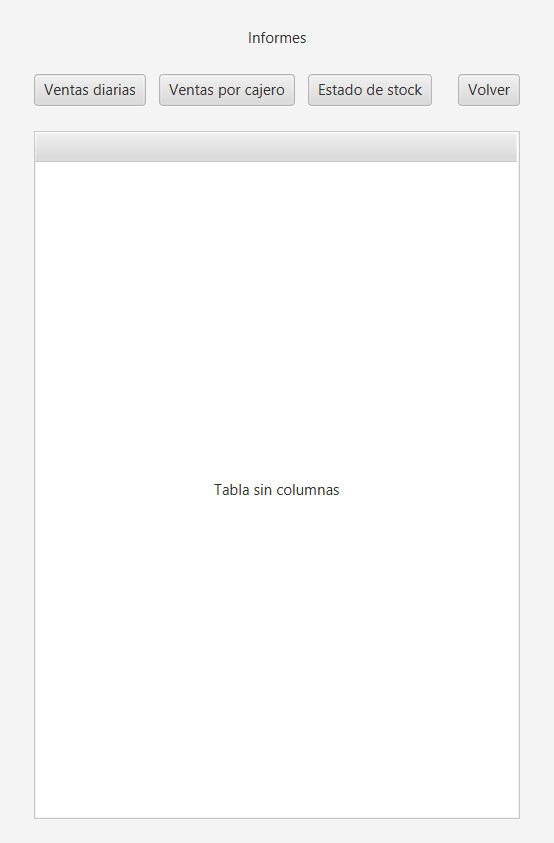 Informes
Ventas diarias Ventas por cajero Estado de stock Volver
Tabla sin columnas